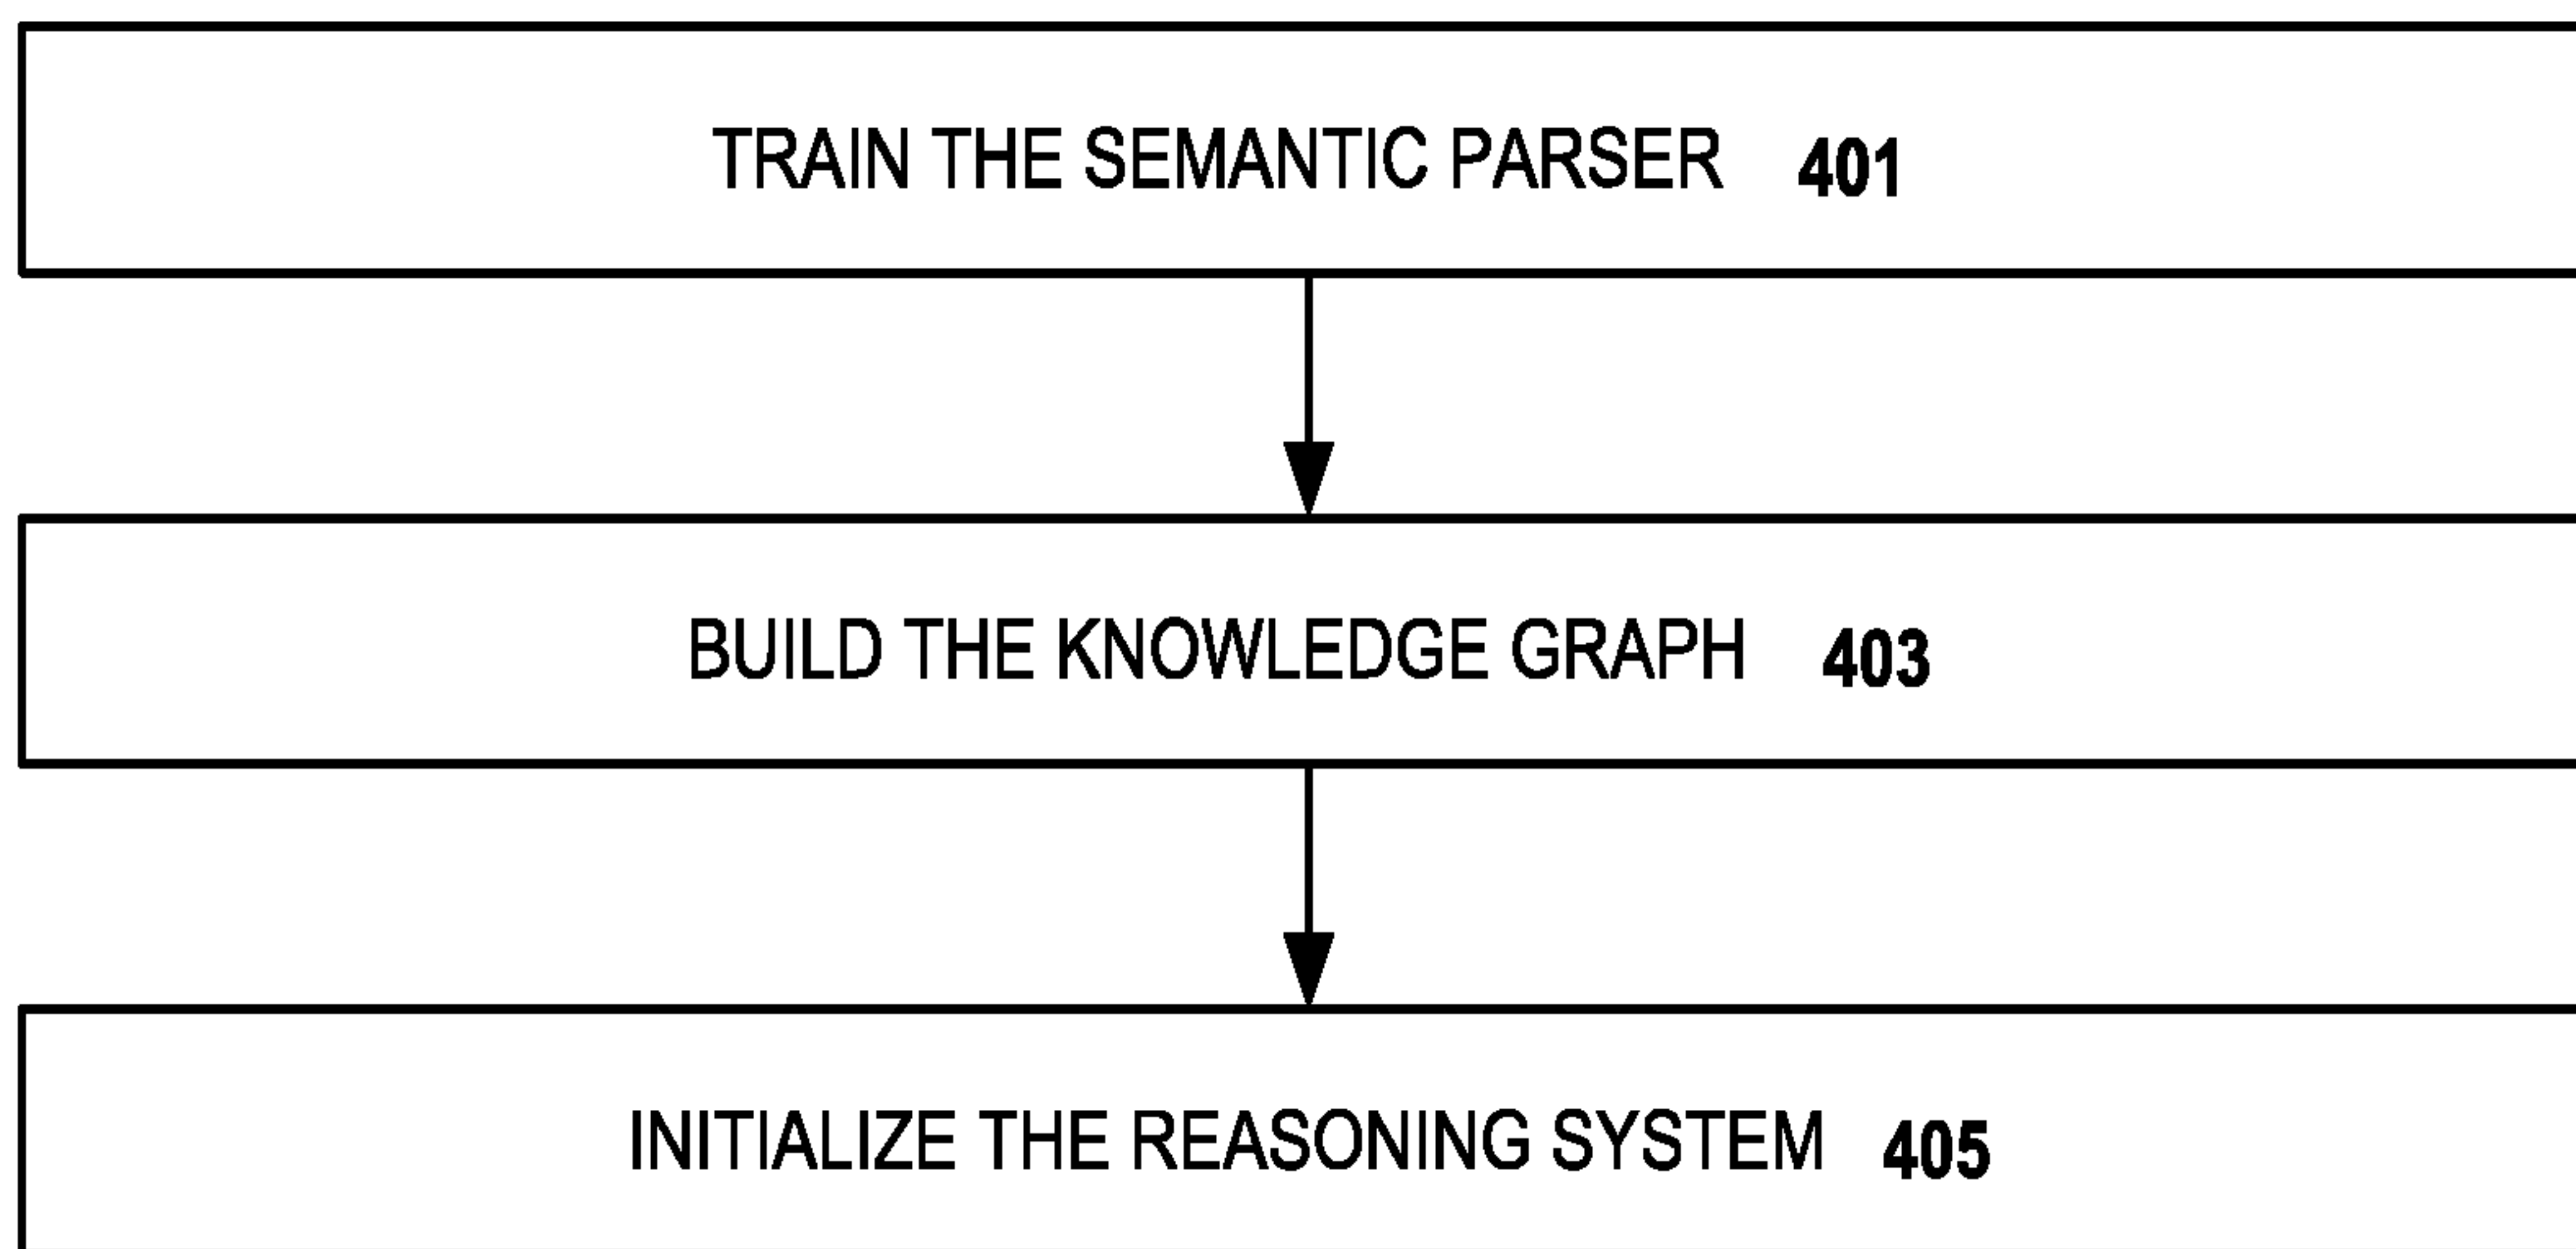 TRAIN THE SEMANTIC PARSER 401
BUILD THE KNOWLEDGE GRAPH 403
INITIALIZE THE REASONING SYSTEM 405